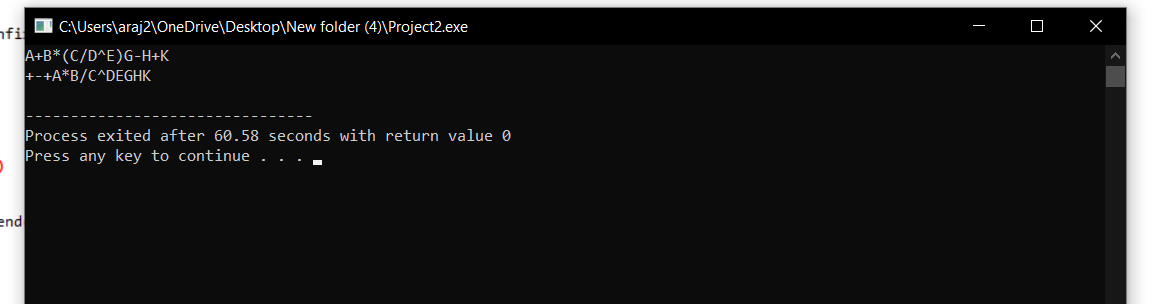 C:\Users\araj2\OneDrive\Desktop\New folder (4)\Project2.exe
nfi
A+B*(C/D^E)G-H+K
+-+A*B/C^DEGHK
--------------------------------
Process exited after 60.58 seconds with return value 0
Press any key to continue . . .
)
end